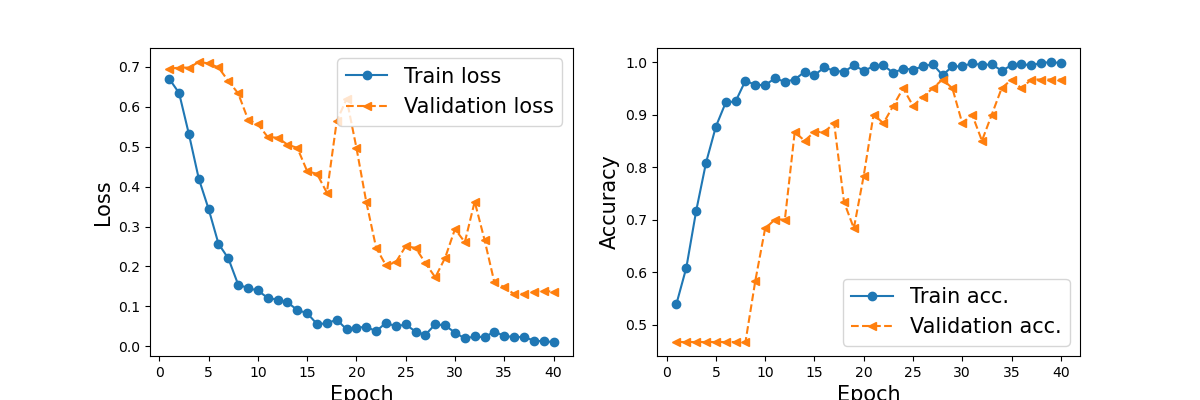 0.7
0.6
0.5
0.4
0.3
0.2
0.1
0.0
Loss
0 5 10 15 20 25 30 35 40
Epoch
Train loss
Validation loss
1.0
0.9
0.8
0.7
0.6
0.5
Accuracy
0 5 10 15 20 25 30 35 40
Epoch
Train acc.
Validation acc.